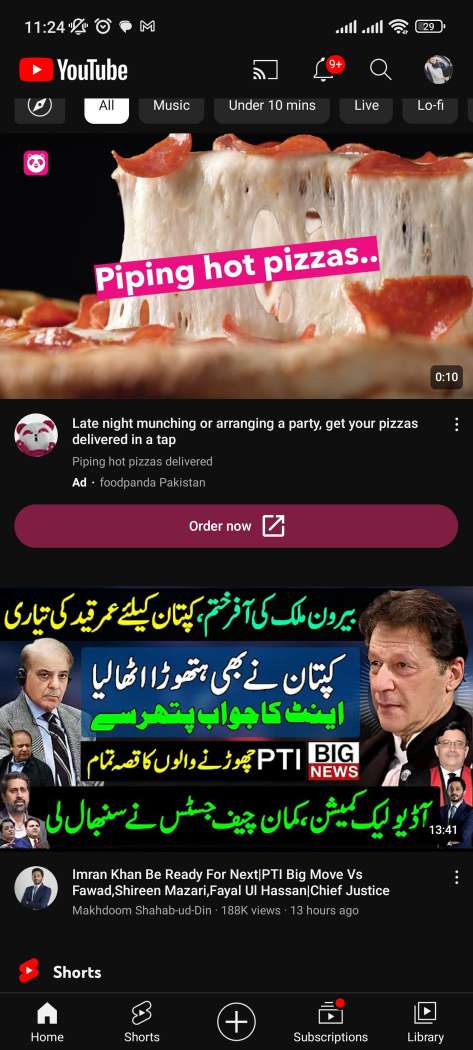 11:24
29
YouTube
9+
All
Music
Under 10 mins
Live
Lo-fi
Piping hot pizzas..
0:10
Late night munching or arranging a party, get your pizzas
delivered in a tap
Piping hot pizzas delivered
Ad · foodpanda Pakistan
Order now
بیرون ملک کی آفر ختم، کپتان کیلئے عمر قید کی تیاری
کپتان نے بھی ہتھوڑا اٹھا لیا
اینٹ کا جواب پتھر سے
PTI چھوڑنے والوں کا قصہ تمام
BIG
NEWS
آڈیو لیک کمیشن، کمان چیف جسٹس نے سنبھال لی
13:41
Imran Khan Be Ready For Next|PTI Big Move Vs
Fawad,Shireen Mazari,Fayal Ul Hassan|Chief Justice
Makhdoom Shahab-ud-Din · 188K views · 13 hours ago
Shorts
Home
Shorts
Subscriptions
Library